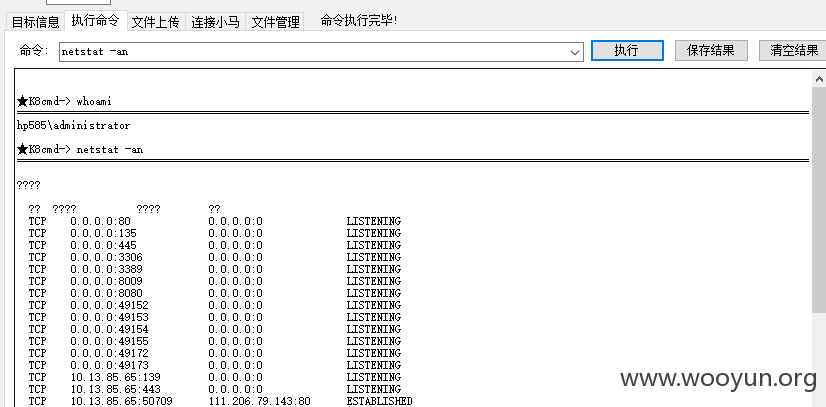 目标信息 执行命令 文件上传 连接小马 文件管理 命令执行完毕!
命令: netstat -an 执行 保存结果 清空结果
★K8cmd-> whoami
hp585\administrator
★K8cmd-> netstat -an
????
?? ???? ???? ??
TCP 0.0.0.0:80 0.0.0.0:0 LISTENING
TCP 0.0.0.0:135 0.0.0.0:0 LISTENING
TCP 0.0.0.0:445 0.0.0.0:0 LISTENING
TCP 0.0.0.0:3306 0.0.0.0:0 LISTENING
TCP 0.0.0.0:3389 0.0.0.0:0 LISTENING
TCP 0.0.0.0:8009 0.0.0.0:0 LISTENING
TCP 0.0.0.0:8080 0.0.0.0:0 LISTENING
TCP 0.0.0.0:49152 0.0.0.0:0 LISTENING
TCP 0.0.0.0:49153 0.0.0.0:0 LISTENING
TCP 0.0.0.0:49154 0.0.0.0:0 LISTENING
TCP 0.0.0.0:49155 0.0.0.0:0 LISTENING
TCP 0.0.0.0:49172 0.0.0.0:0 LISTENING
TCP 0.0.0.0:49173 0.0.0.0:0 LISTENING
TCP 10.13.85.65:139 0.0.0.0:0 LISTENING
TCP 10.13.85.65:443 0.0.0.0:0 LISTENING
TCP 10.13.85.65:50709 111.206.79.143:80 ESTABLISHED
www.wooyun.org